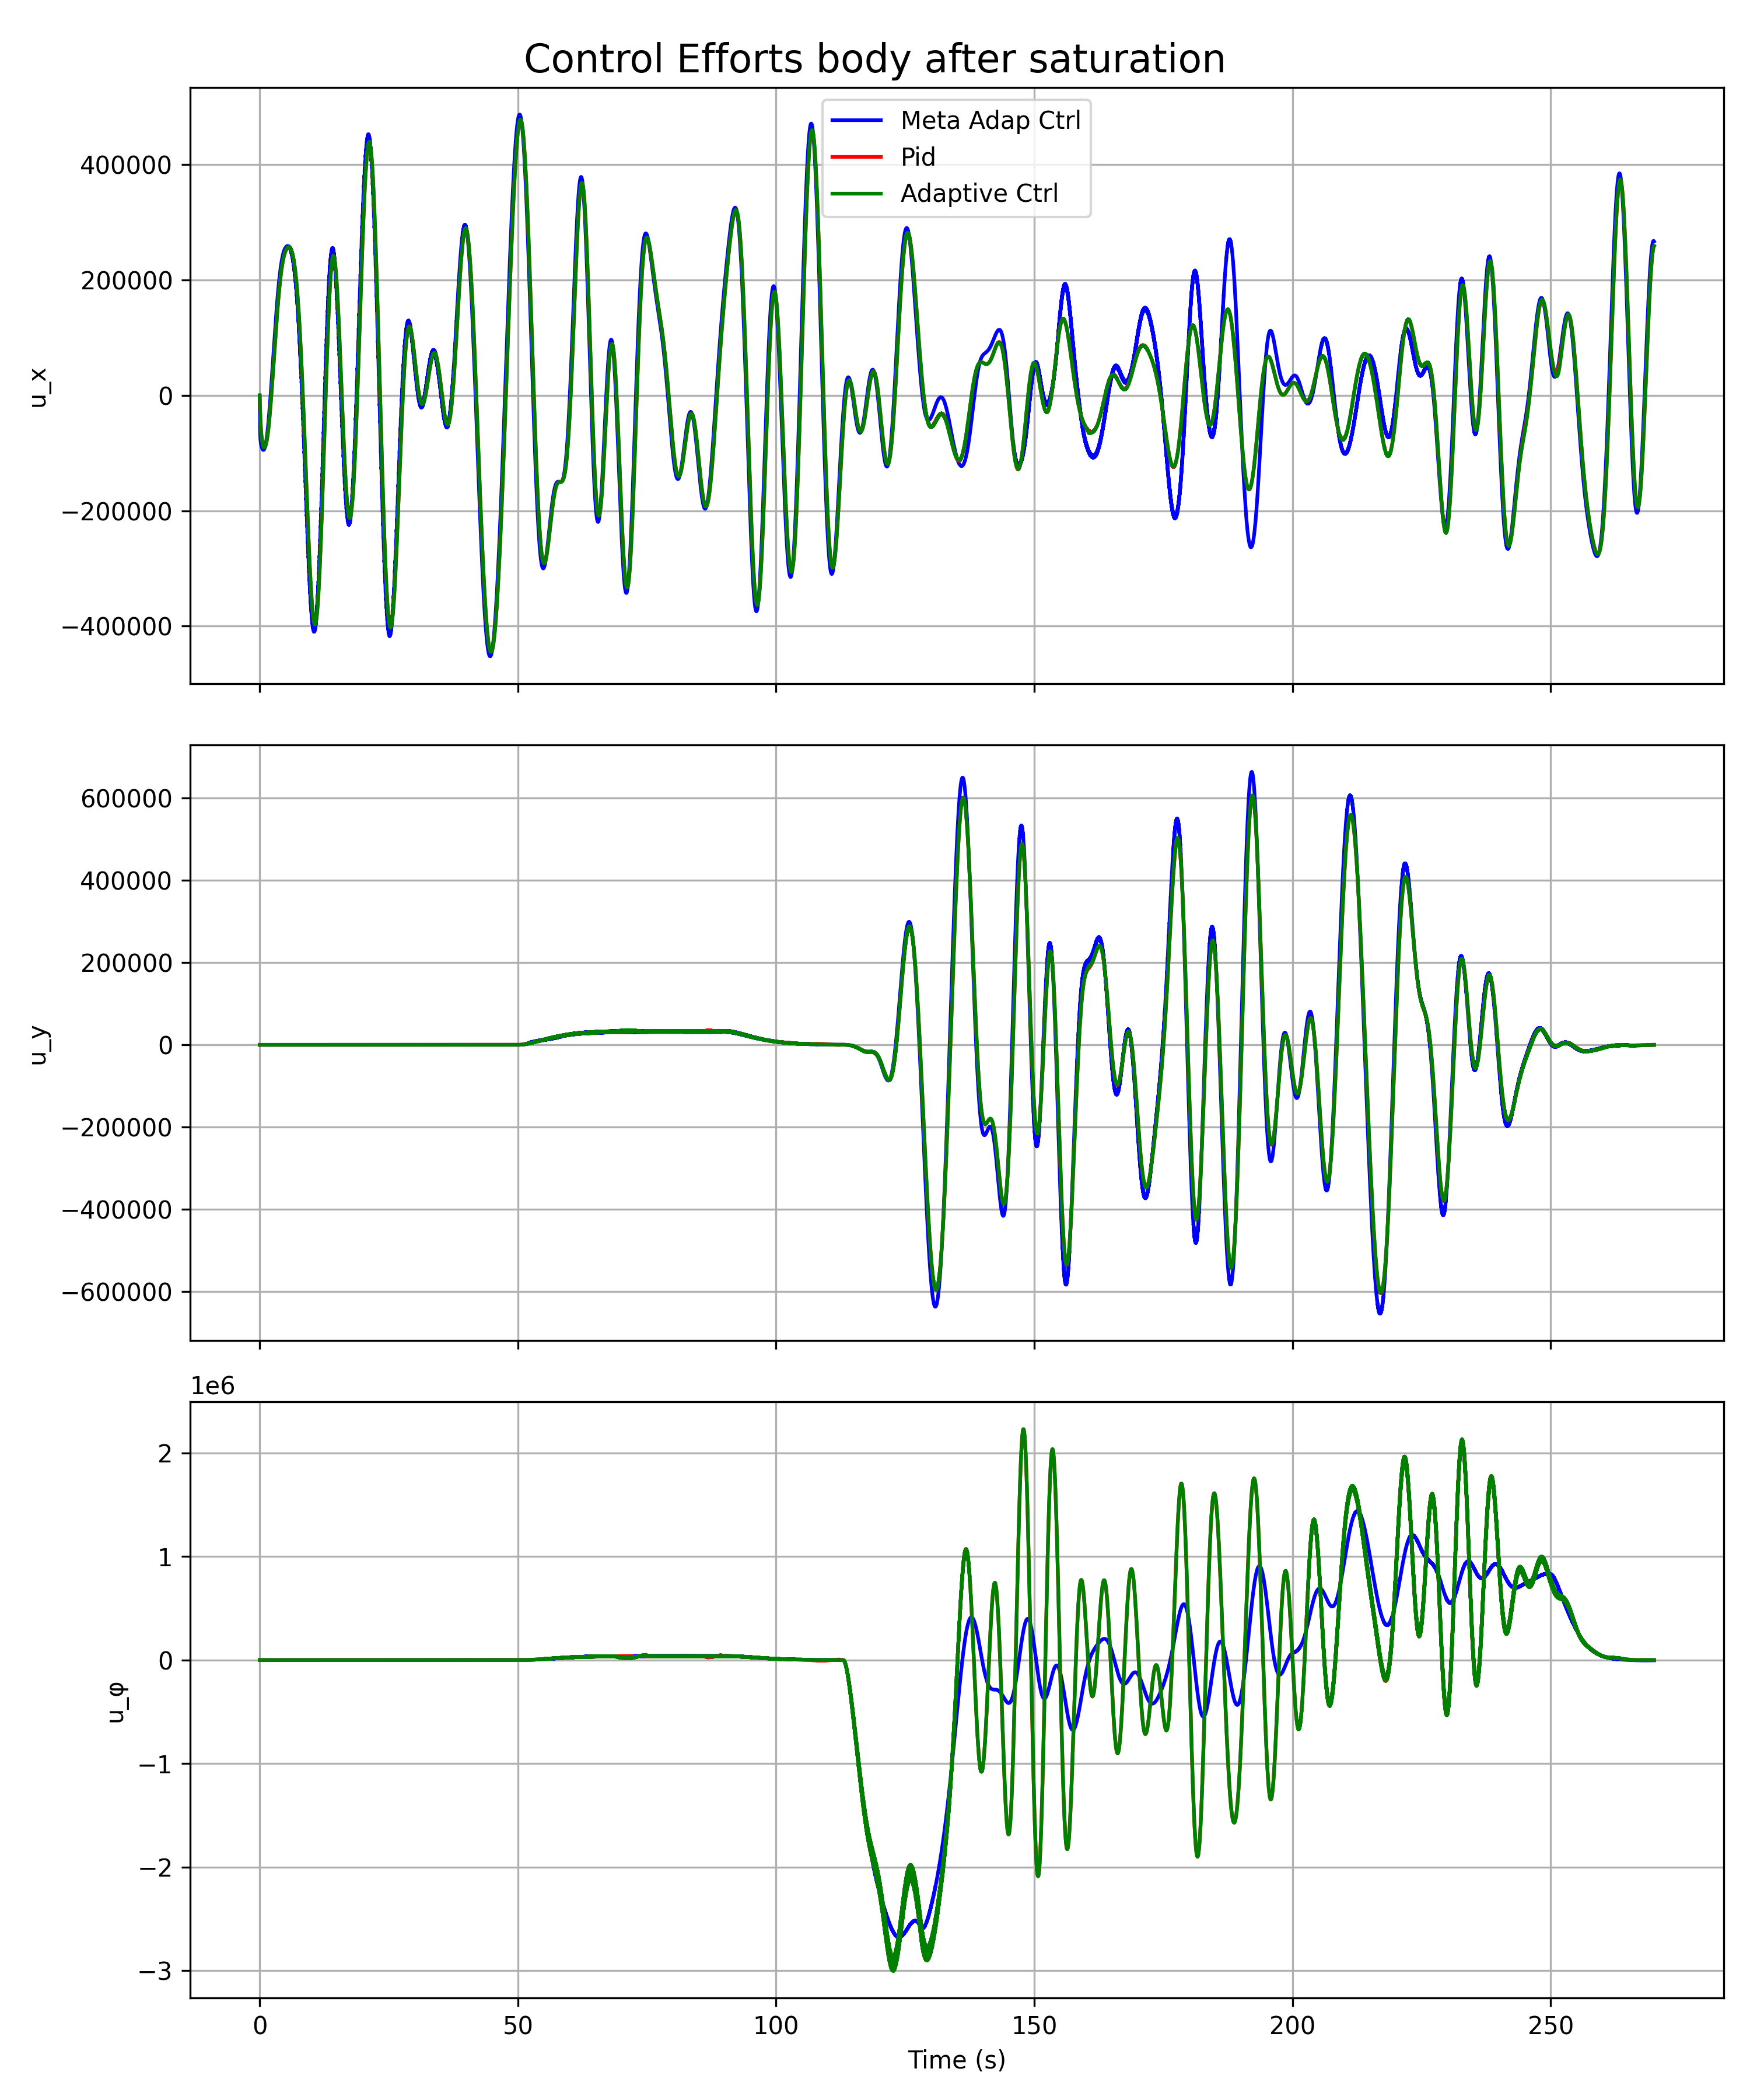 Control Efforts body after saturation
Meta Adap Ctrl
Pid
Adaptive Ctrl
400000
200000
0
−200000
−400000
u_x
600000
400000
200000
0
−200000
−400000
−600000
u_y
1e6
2
1
0
−1
−2
−3
u_φ
0 50 100 150 200 250
Time (s)